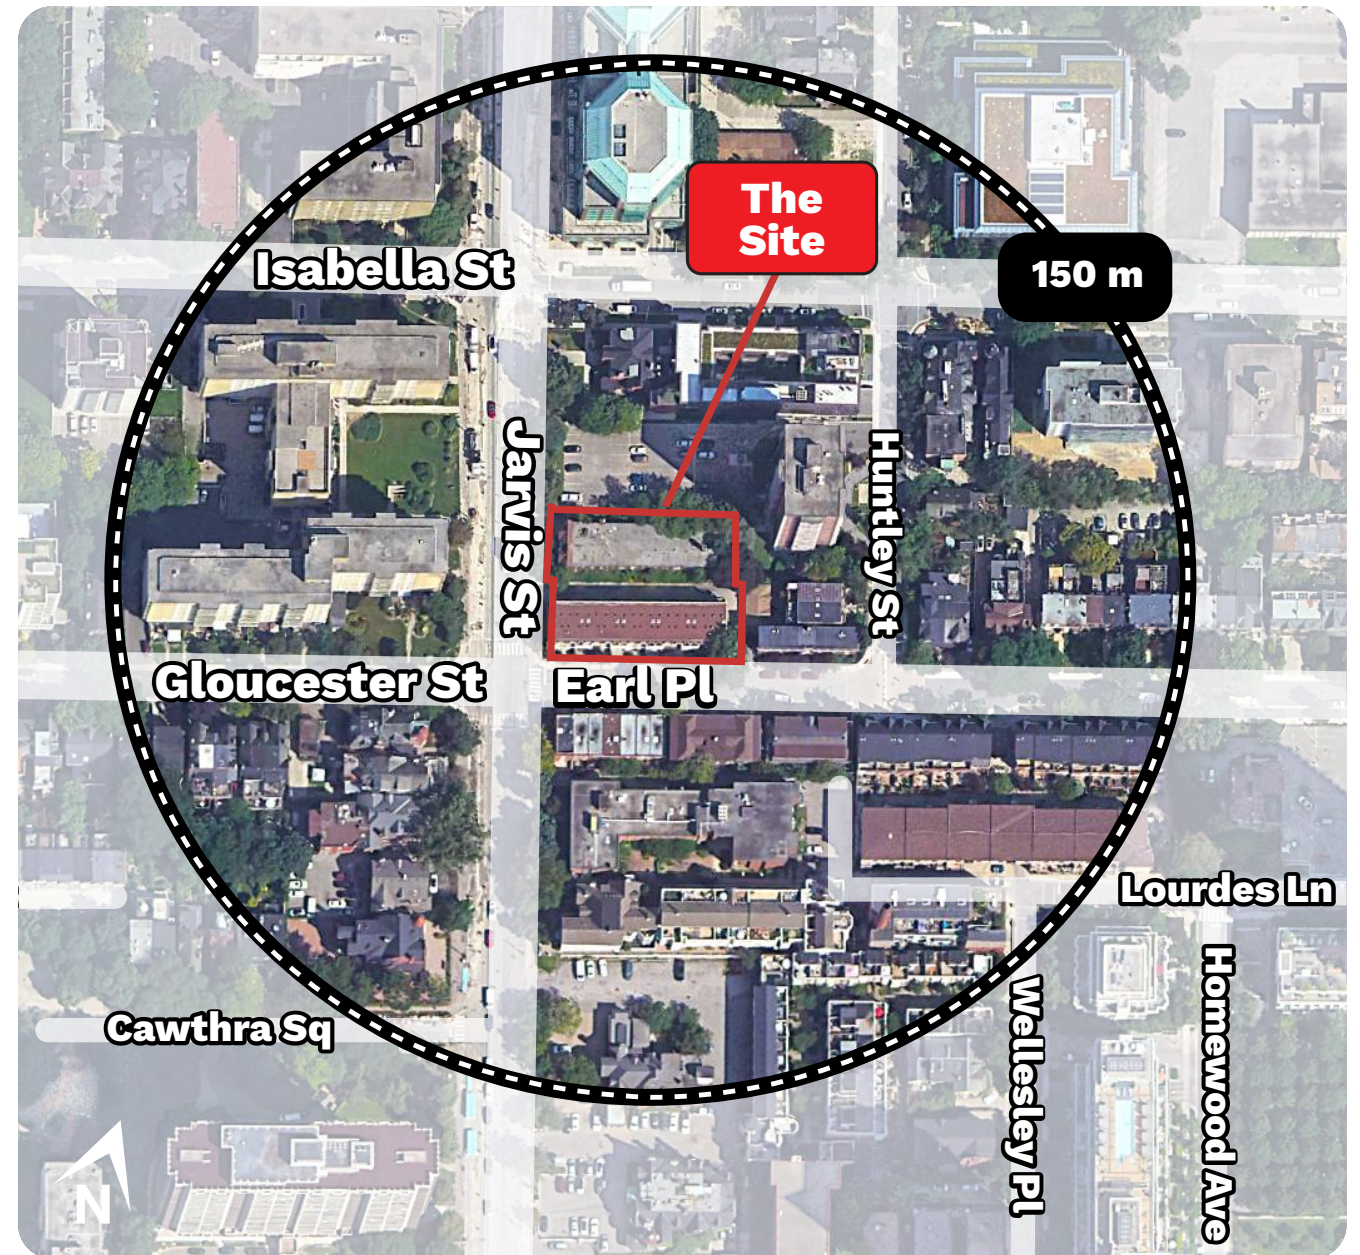 The
Site
150 m
Isabella St
Jarvis St
Huntley St
Gloucester St
Earl Pl
Lourdes Ln
Cawthra Sq
Wellesley Pl
Homewood Ave
N